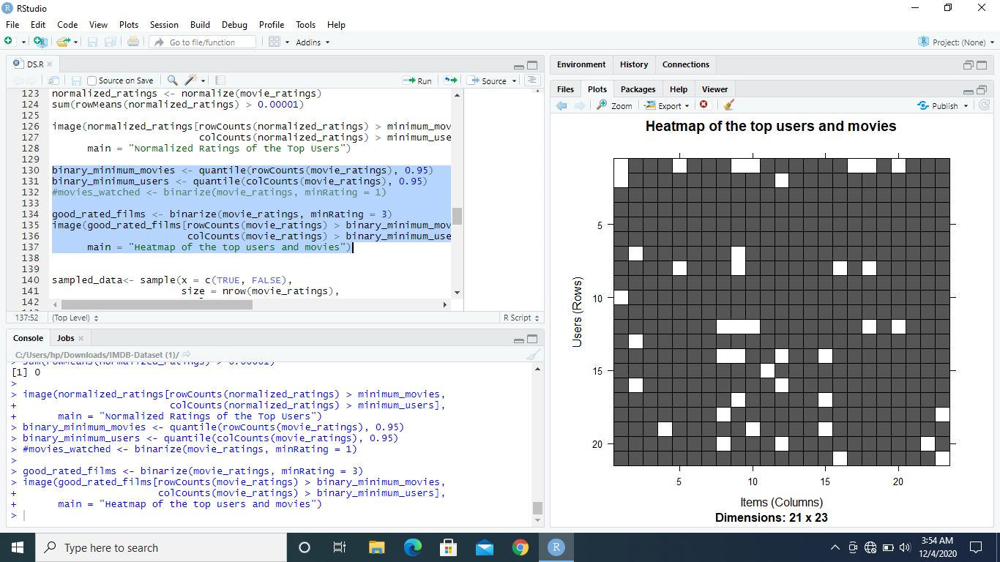 RStudio
File Edit Code View Plots Session Build Debug Profile Tools Help
Go to file/function Addins Project: (None)
DS.R
Source on Save Run Source
123 normalized_ratings <- normalize(movie_ratings)
124 sum(rowMeans(normalized_ratings) > 0.00001)
125
126 image(normalized_ratings[rowCounts(normalized_ratings) > minimum_mov
127 colCounts(normalized_ratings) > minimum_use
128 main = "Normalized Ratings of the Top Users")
129
130 binary_minimum_movies <- quantile(rowCounts(movie_ratings), 0.95)
131 binary_minimum_users <- quantile(colCounts(movie_ratings), 0.95)
132 #movies_watched <- binarize(movie_ratings, minRating = 1)
133
134 good_rated_films <- binarize(movie_ratings, minRating = 3)
135 image(good_rated_films[rowCounts(movie_ratings) > binary_minimum_mov
136 colCounts(movie_ratings) > binary_minimum_use
137 main = "Heatmap of the top users and movies")
138
139
140 sampled_data<- sample(x = c(TRUE, FALSE),
141 size = nrow(movie_ratings),
142
137:52 (Top Level) R Script
Console Jobs
C:/Users/hp/Downloads/IMDB-Dataset (1)/
> sum(rowMeans(normalized_ratings) > 0.00001)
[1] 0
>
> image(normalized_ratings[rowCounts(normalized_ratings) > minimum_movies,
+ colCounts(normalized_ratings) > minimum_users],
+ main = "Normalized Ratings of the Top Users")
> binary_minimum_movies <- quantile(rowCounts(movie_ratings), 0.95)
> binary_minimum_users <- quantile(colCounts(movie_ratings), 0.95)
> #movies_watched <- binarize(movie_ratings, minRating = 1)
>
> good_rated_films <- binarize(movie_ratings, minRating = 3)
> image(good_rated_films[rowCounts(movie_ratings) > binary_minimum_movies,
+ colCounts(movie_ratings) > binary_minimum_users],
+ main = "Heatmap of the top users and movies")
>
Environment History Connections
Files Plots Packages Help Viewer
Zoom Export Publish
Heatmap of the top users and movies
Users (Rows)
5
10
15
20
5 10 15 20
Items (Columns)
Dimensions: 21 x 23
Type here to search
3:54 AM
12/4/2020